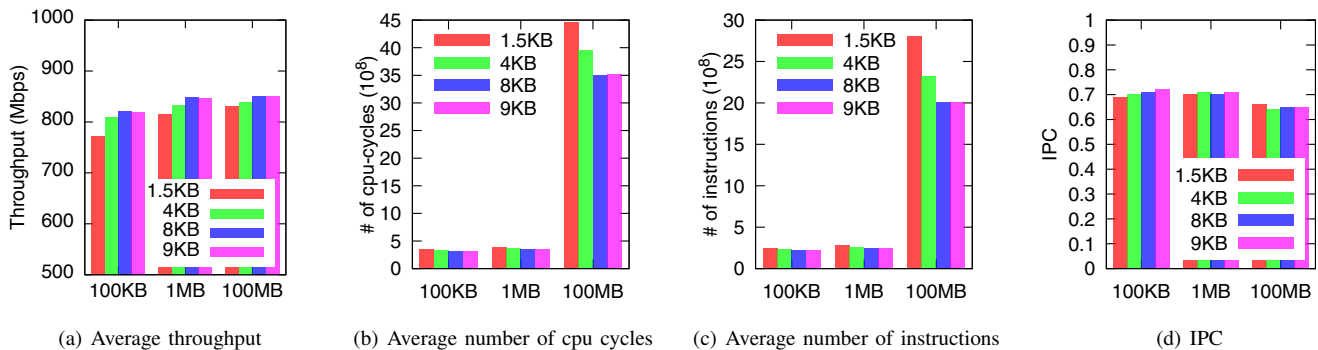 Throughput (Mbps)
1000
900
800
700
600
500
1.5KB
4KB
8KB
9KB
100KB 1MB 100MB
(a) Average throughput
# of cpu-cycles (10^8)
45
40
35
30
25
20
15
10
5
0
1.5KB
4KB
8KB
9KB
100KB 1MB 100MB
(b) Average number of cpu cycles
# of instructions (10^8)
30
25
20
15
10
5
0
1.5KB
4KB
8KB
9KB
100KB 1MB 100MB
(c) Average number of instructions
IPC
1
0.9
0.8
0.7
0.6
0.5
0.4
0.3
0.2
0.1
0
1.5KB
4KB
8KB
9KB
100KB 1MB 100MB
(d) IPC